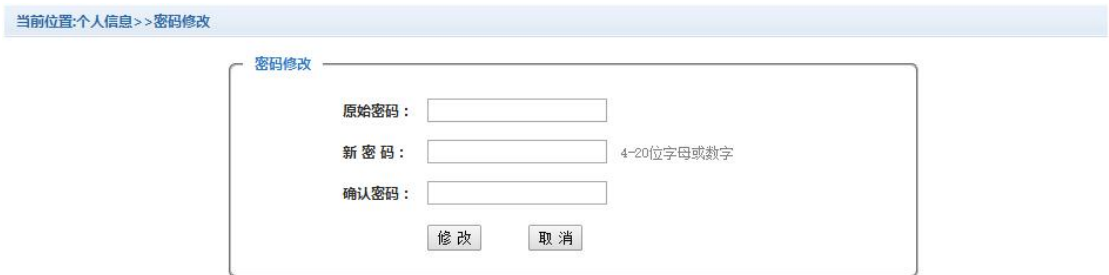 当前位置:个人信息>>密码修改
密码修改
原始密码：
新 密 码： 4-20位字母或数字
确认密码：
修 改 取 消